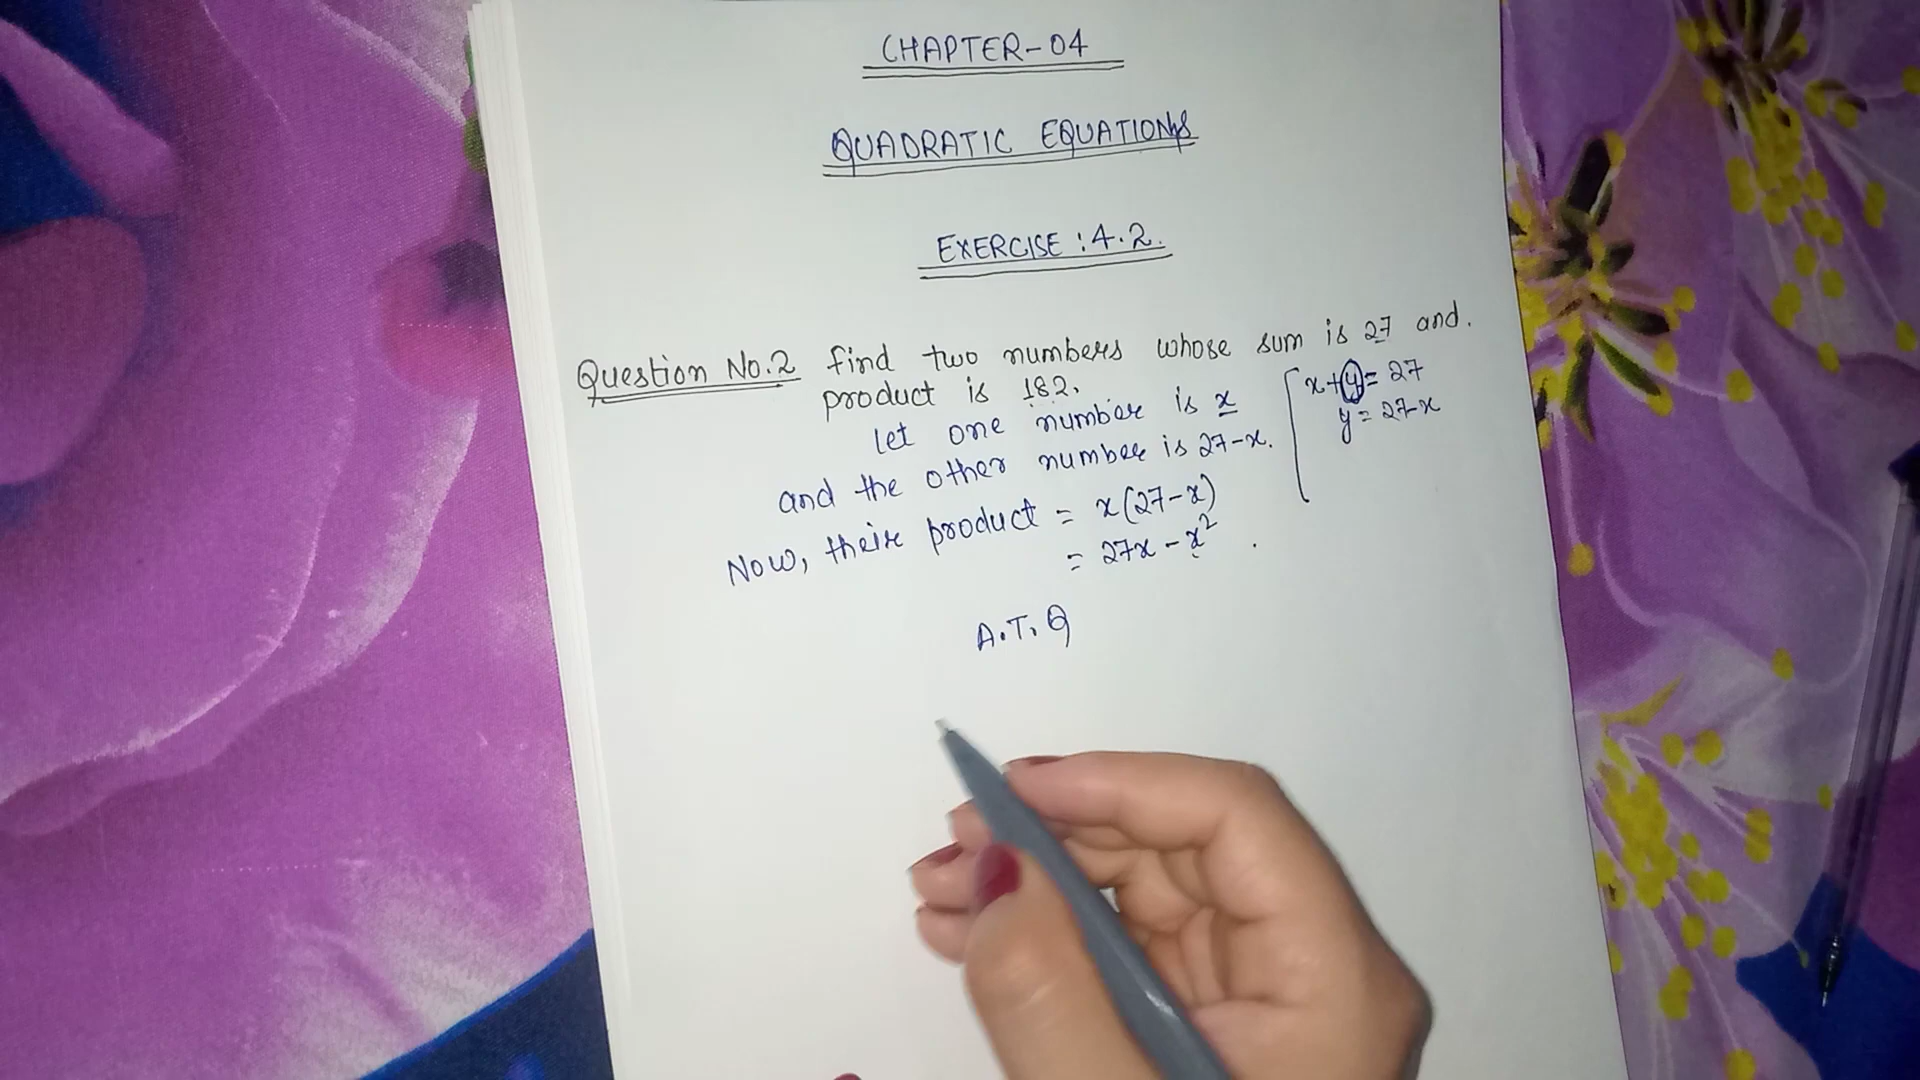 CHAPTER-04
QUADRATIC EQUATIONS
EXERCISE : 4.2.
Question No.2 find two numbers whose sum is 27 and.
product is 182.
let one number is x
and the other number is 27-x.
[ x+y = 27
y = 27-x
Now, their product = x(27-x)
= 27x - x²
A.T.Q